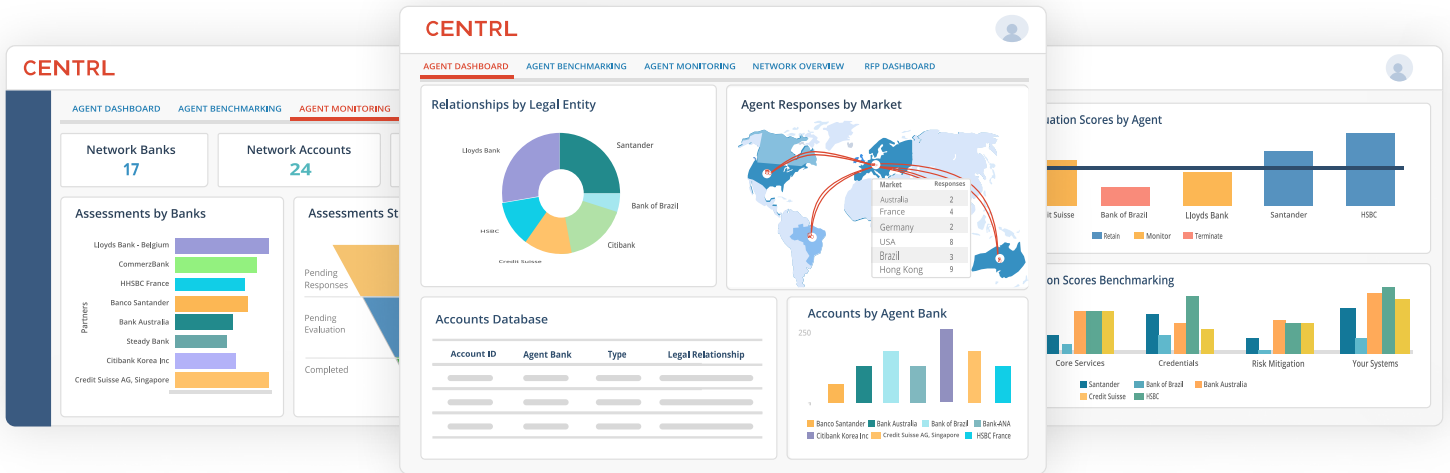 CENTRL
AGENT DASHBOARD AGENT BENCHMARKING AGENT MONITORING
Network Banks
17
Network Accounts
24
Assessments by Banks
Partners
Lloyds Bank - Belgium
CommerzBank
HHSBC France
Banco Santander
Bank Australia
Steady Bank
Citibank Korea Inc
Credit Suisse AG, Singapore
Assessments St
Pending
Responses
Pending
Evaluation
Completed
CENTRL
AGENT DASHBOARD AGENT BENCHMARKING AGENT MONITORING NETWORK OVERVIEW RFP DASHBOARD
Relationships by Legal Entity
Lloyds Bank
Santander
Bank of Brazil
HSBC
Citibank
Credit Suisse
Agent Responses by Market
Market Responses
Australia 2
France 4
Germany 2
USA 8
Brazil 3
Hong Kong 9
Accounts Database
Account ID Agent Bank Type Legal Relationship
Accounts by Agent Bank
250
Banco Santander Bank Australia Bank of Brazil Bank-ANA
Citibank Korea Inc Credit Suisse AG, Singapore HSBC France
uation Scores by Agent
it Suisse Bank of Brazil Lloyds Bank Santander HSBC
Retain Monitor Terminate
on Scores Benchmarking
Core Services Credentials Risk Mitigation Your Systems
Santander Bank of Brazil Bank Australia
Credit Suisse HSBC